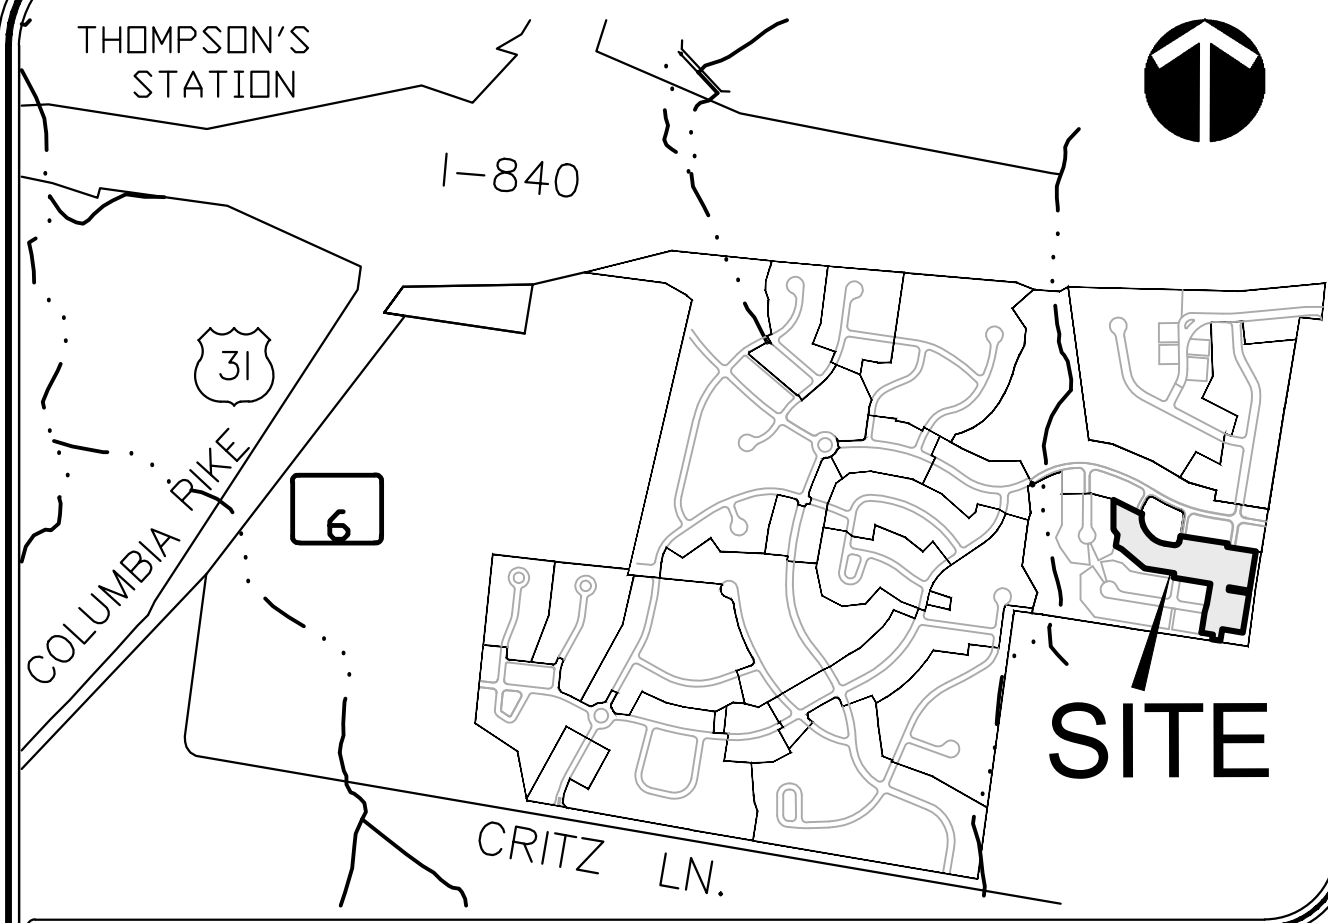 THOMPSON'S
STATION
I-840
31
COLUMBIA PIKE
6
SITE
CRITZ LN.